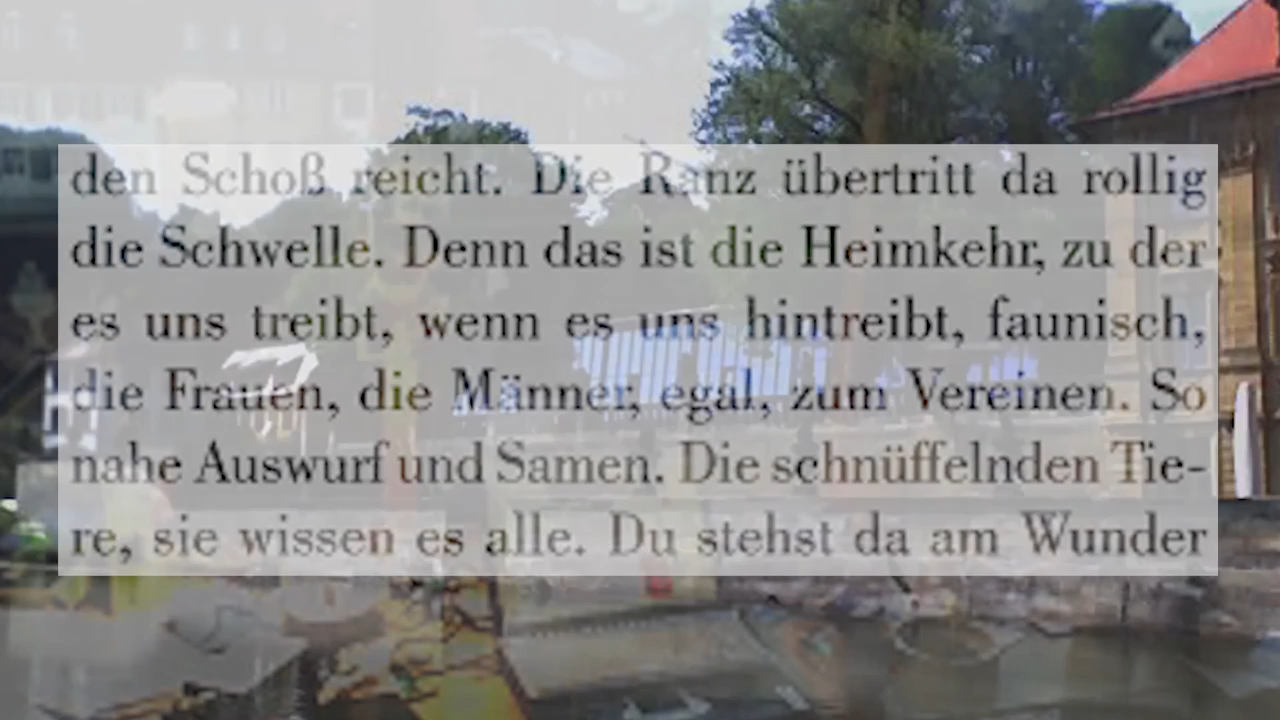 den Schoß reicht. Die Ranz übertritt da rollig
die Schwelle. Denn das ist die Heimkehr, zu der
es uns treibt, wenn es uns hintreibt, faunisch,
die Frauen, die Männer, egal, zum Vereinen. So
nahe Auswurf und Samen. Die schnüffelnden Tie-
re, sie wissen es alle. Du stehst da am Wunder